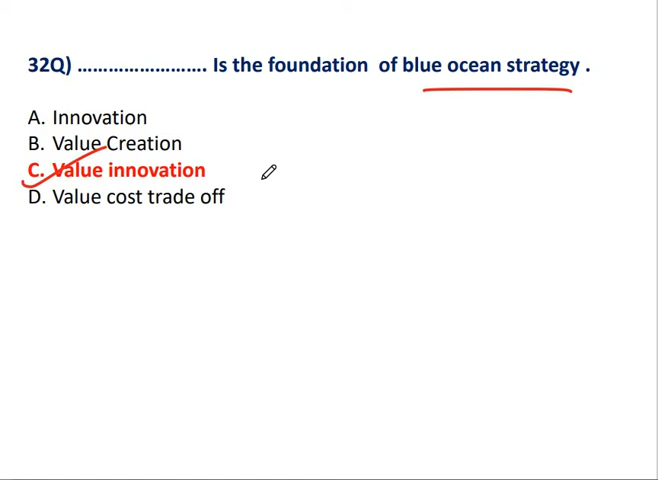 32Q) ……………………. Is the foundation of blue ocean strategy .
A. Innovation
B. Value Creation
C. Value innovation
D. Value cost trade off